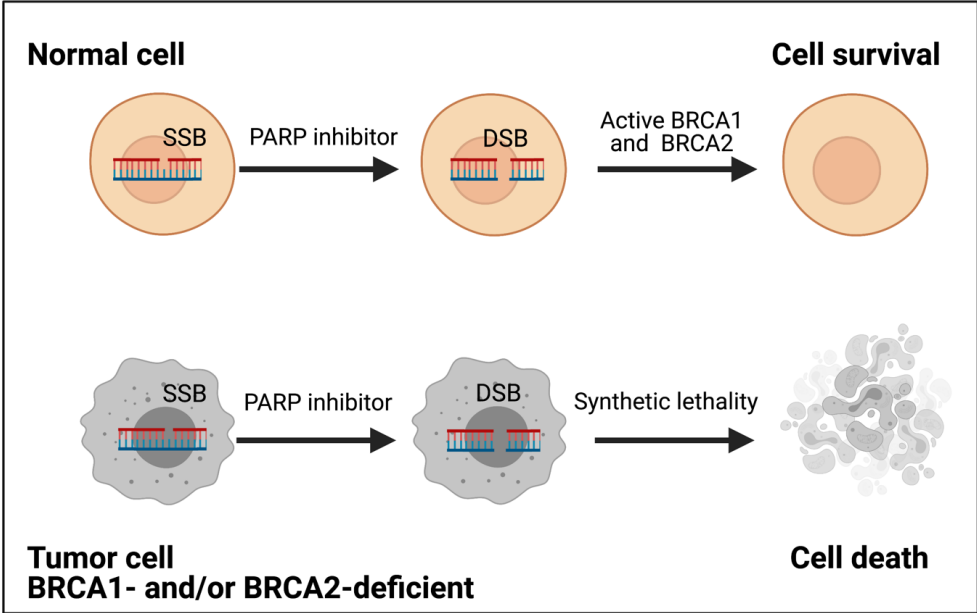 Normal cell
Cell survival
SSB
PARP inhibitor
DSB
Active BRCA1
and BRCA2
SSB
PARP inhibitor
DSB
Synthetic lethality
Tumor cell
BRCA1- and/or BRCA2-deficient
Cell death